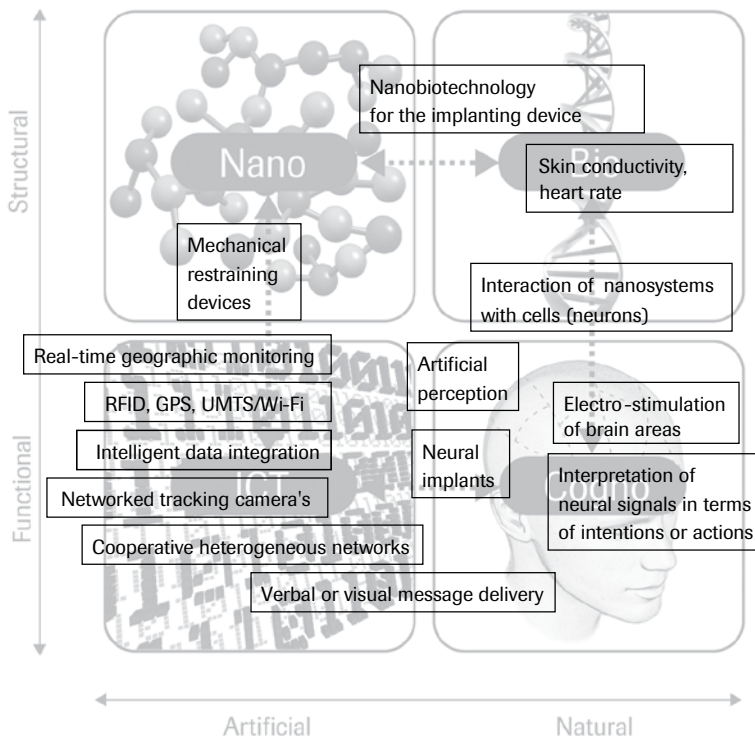 Structural
Functional
Nanobiotechnology
for the implanting device
Nano
Bio
Skin conductivity,
heart rate
Mechanical
restraining
devices
Interaction of nanosystems
with cells (neurons)
Real-time geographic monitoring
Artificial
perception
RFID, GPS, UMTS/Wi-Fi
Electro-stimulation
of brain areas
Intelligent data integration
Neural
implants
ICT
Cogno
Interpretation of
neural signals in terms
of intentions or actions
Networked tracking camera's
Cooperative heterogeneous networks
Verbal or visual message delivery
Artificial
Natural